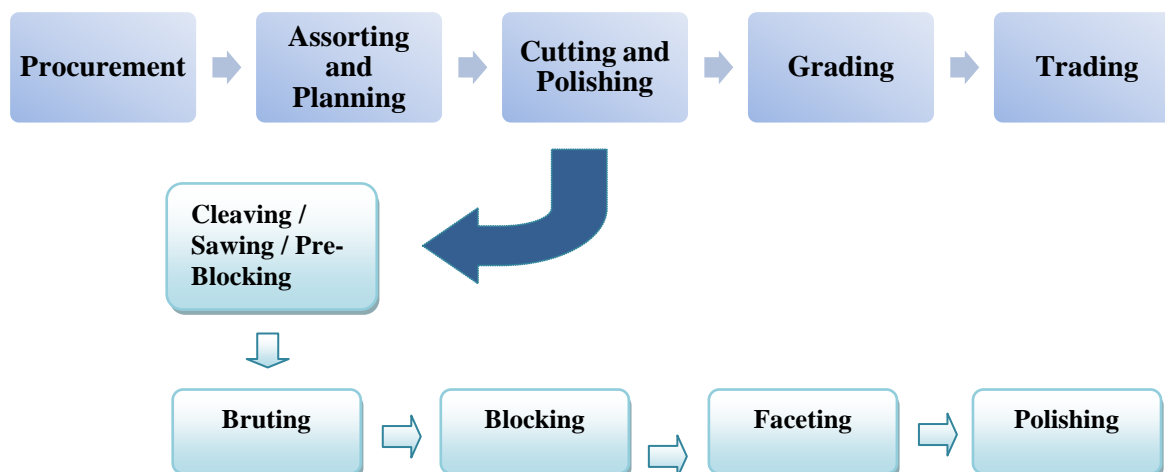 Procurement
Assorting
and
Planning
Cutting and
Polishing
Grading
Trading
Cleaving /
Sawing / Pre-
Blocking
Bruting
Blocking
Faceting
Polishing